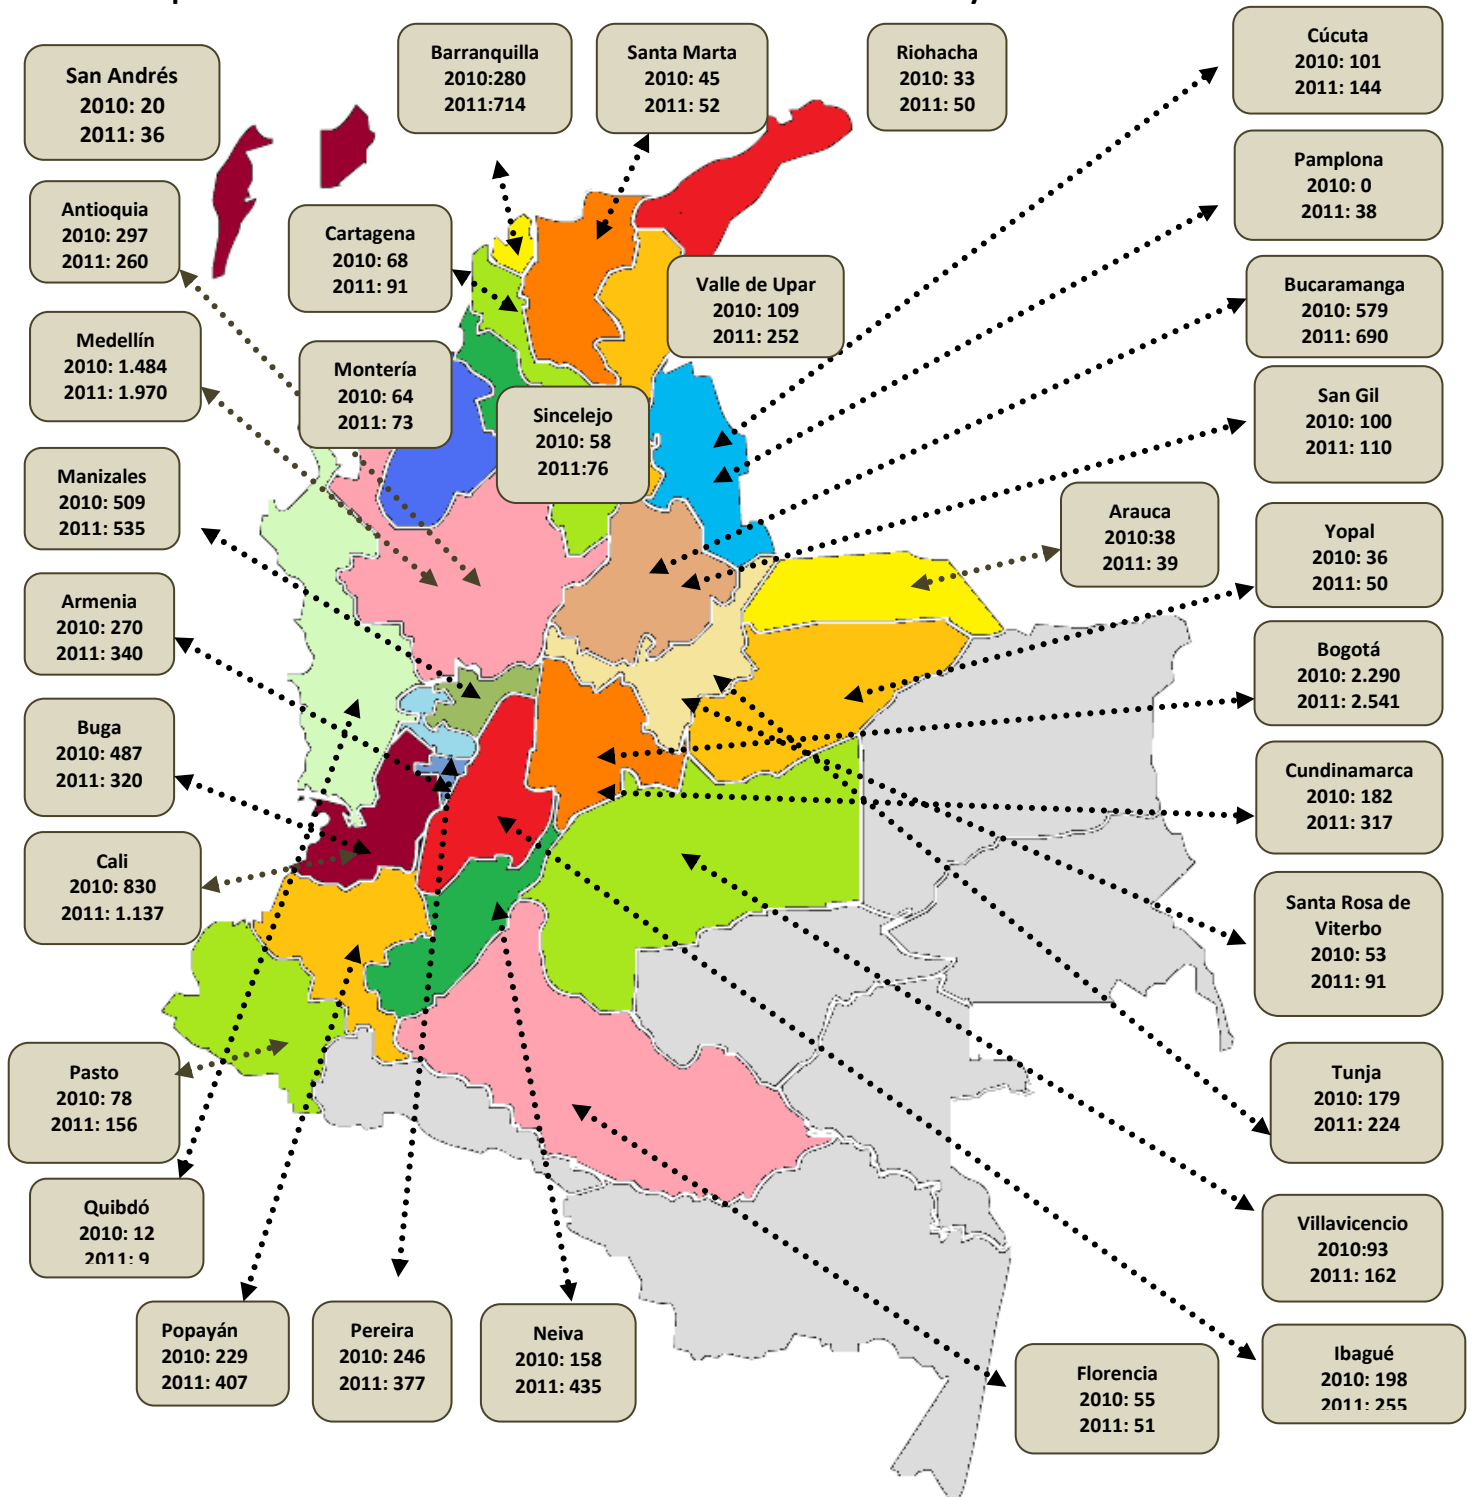 San Andrés
2010: 20
2011: 36
Barranquilla
2010:280
2011:714
Santa Marta
2010: 45
2011: 52
Riohacha
2010: 33
2011: 50
Cúcuta
2010: 101
2011: 144
Pamplona
2010: 0
2011: 38
Antioquia
2010: 297
2011: 260
Cartagena
2010: 68
2011: 91
Valle de Upar
2010: 109
2011: 252
Bucaramanga
2010: 579
2011: 690
Medellín
2010: 1.484
2011: 1.970
Montería
2010: 64
2011: 73
Sincelejo
2010: 58
2011:76
San Gil
2010: 100
2011: 110
Manizales
2010: 509
2011: 535
Arauca
2010:38
2011: 39
Yopal
2010: 36
2011: 50
Armenia
2010: 270
2011: 340
Bogotá
2010: 2.290
2011: 2.541
Buga
2010: 487
2011: 320
Cundinamarca
2010: 182
2011: 317
Cali
2010: 830
2011: 1.137
Santa Rosa de
Viterbo
2010: 53
2011: 91
Pasto
2010: 78
2011: 156
Tunja
2010: 179
2011: 224
Quibdó
2010: 12
2011: 9
Villavicencio
2010:93
2011: 162
Popayán
2010: 229
2011: 407
Pereira
2010: 246
2011: 377
Neiva
2010: 158
2011: 435
Florencia
2010: 55
2011: 51
Ibagué
2010: 198
2011: 255